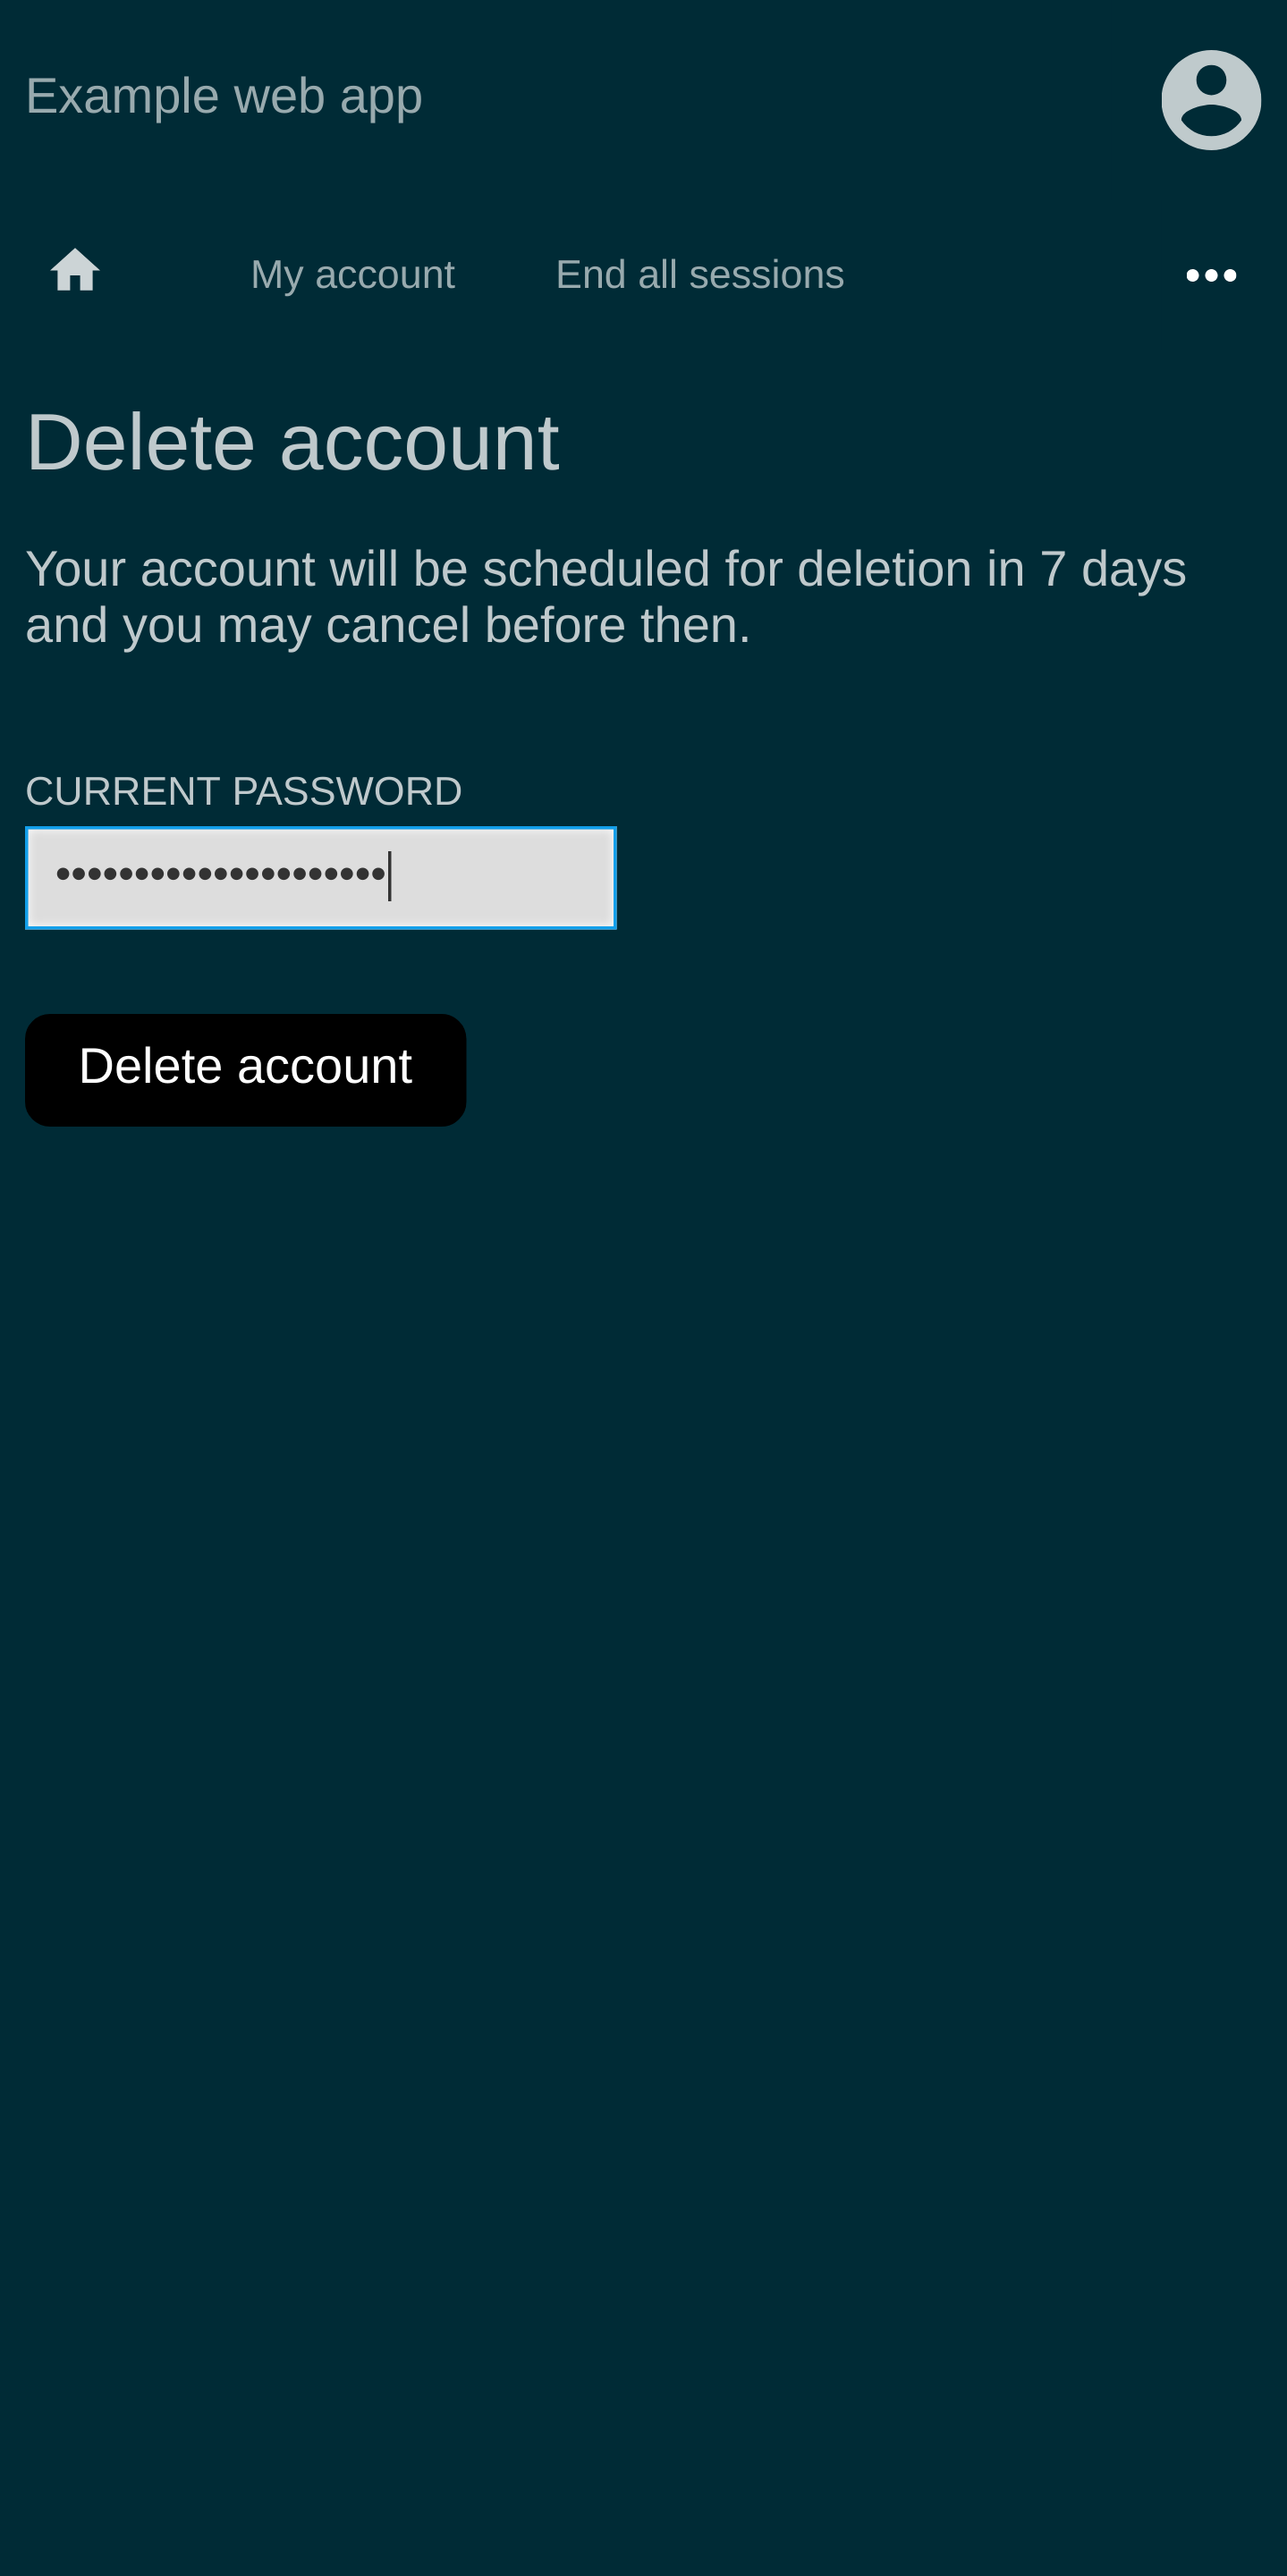 Example web app
My account End all sessions
Delete account
Your account will be scheduled for deletion in 7 days
and you may cancel before then.
CURRENT PASSWORD
•••••••••••••••••••••
Delete account